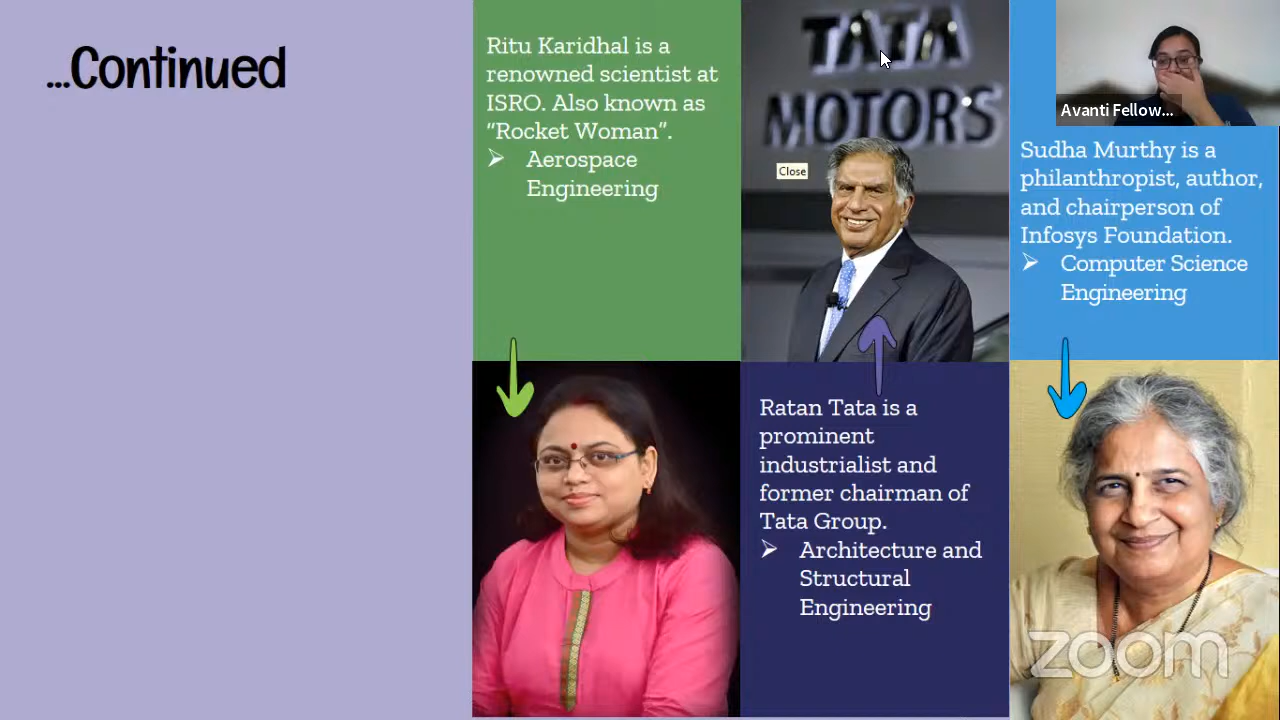 ...Continued
Ritu Karidhal is a
renowned scientist at
ISRO. Also known as
"Rocket Woman".
➢ Aerospace
Engineering
TATA
MOTORS
Close
Ratan Tata is a
prominent
industrialist and
former chairman of
Tata Group.
➢ Architecture and
Structural
Engineering
Avanti Fellow...
Sudha Murthy is a
philanthropist, author,
and chairperson of
Infosys Foundation.
➢ Computer Science
Engineering
zoom